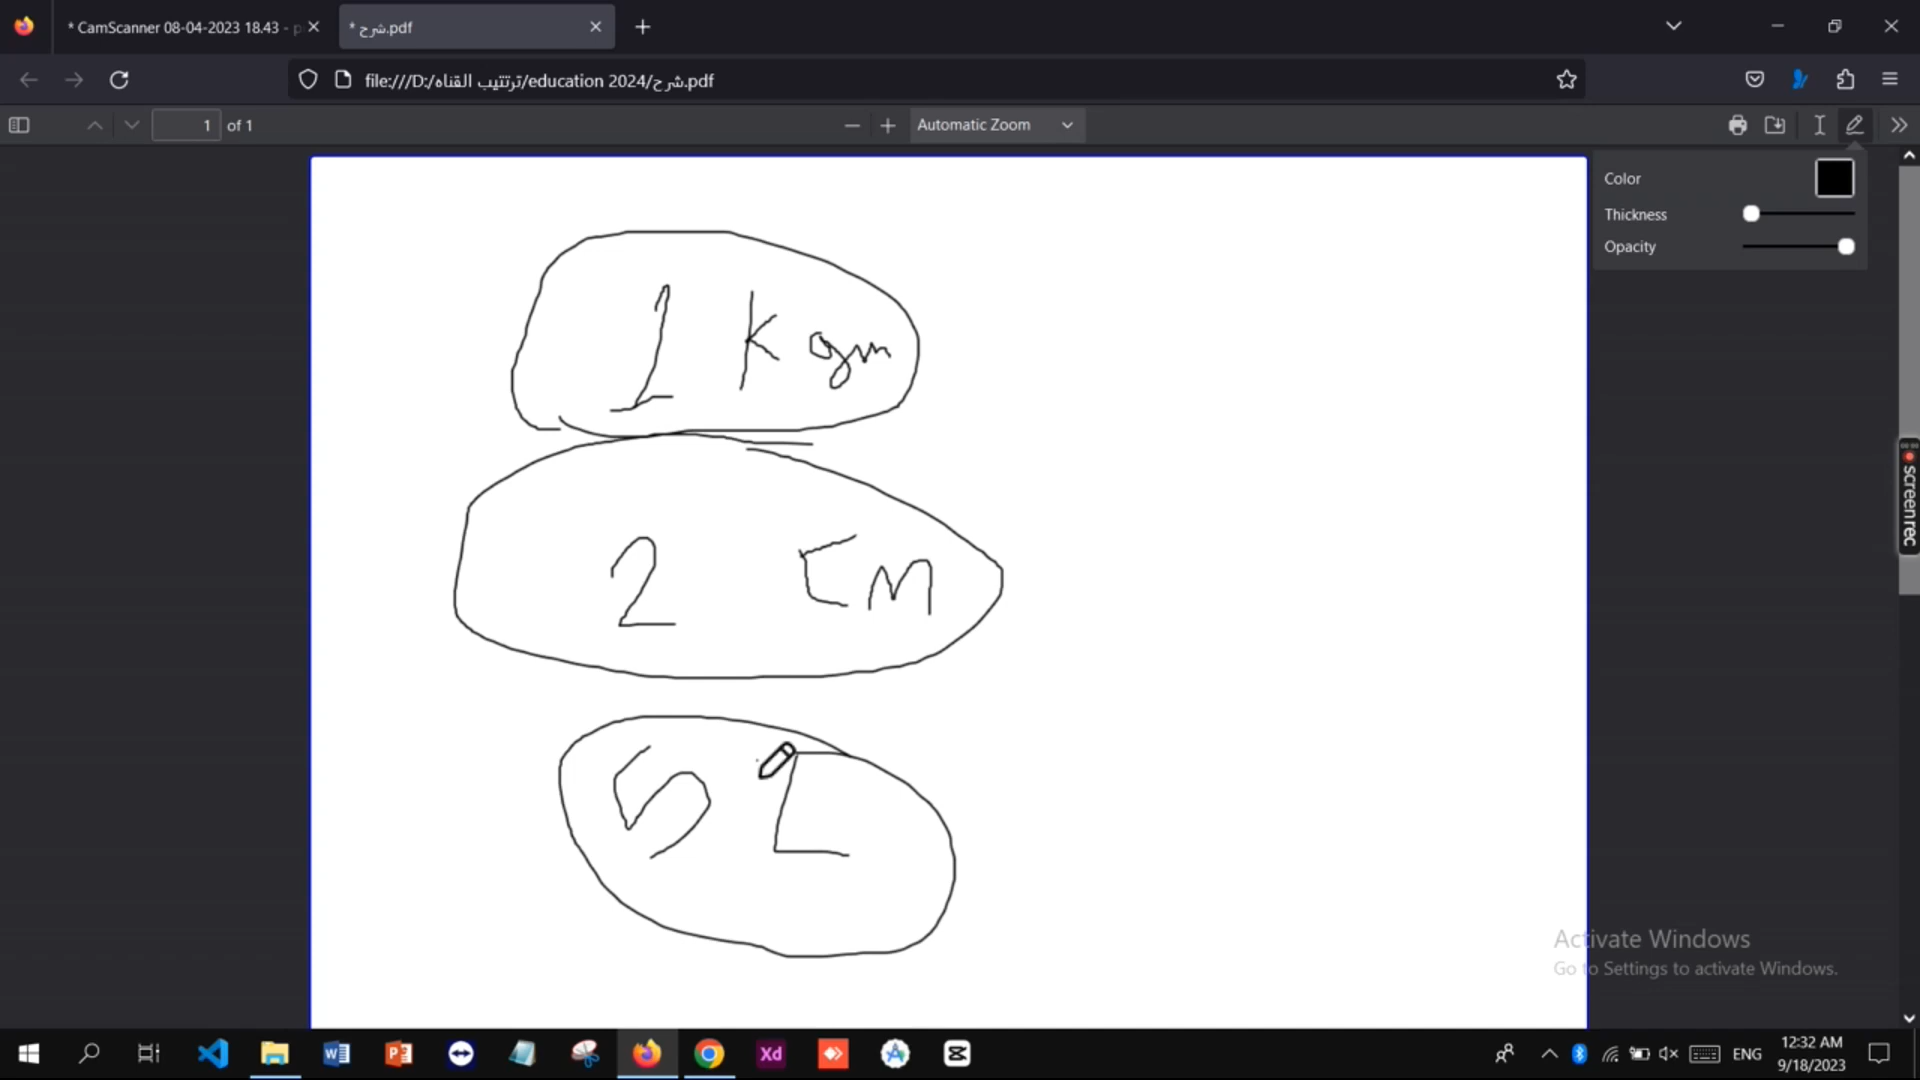 * CamScanner 08-04-2023 18.43 - p
* شرح.pdf
file:///D:/ترتتيب القناه/education 2024/شرح.pdf
1 of 1
Automatic Zoom
Color
Thickness
Opacity
1 Kgm
2 CM
5 L
screenrec
Activate Windows
Go to Settings to activate Windows.
Xd
ENG
12:32 AM
9/18/2023